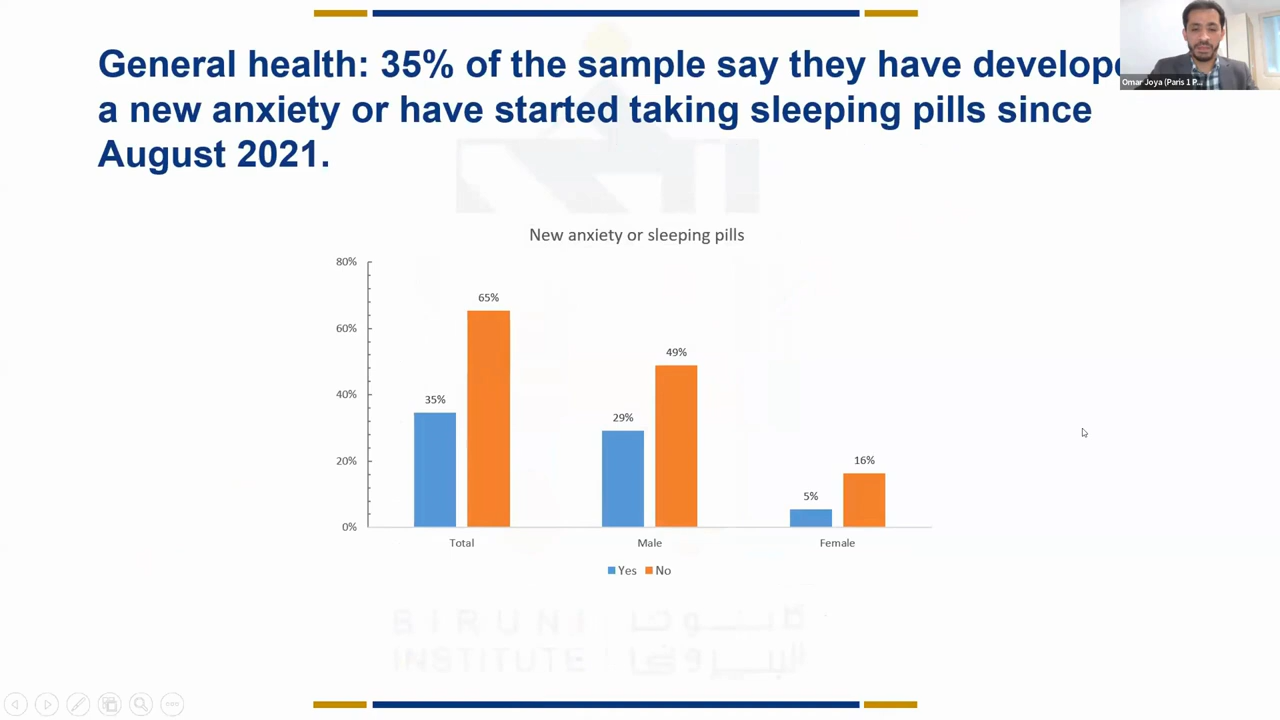 General health: 35% of the sample say they have develope
a new anxiety or have started taking sleeping pills since
August 2021.
Omar Joya (Paris 1 P...
New anxiety or sleeping pills
80%
60%
40%
20%
0%
35%
65%
29%
49%
5%
16%
Total
Male
Female
Yes
No
BIRUNI
INSTITUTE